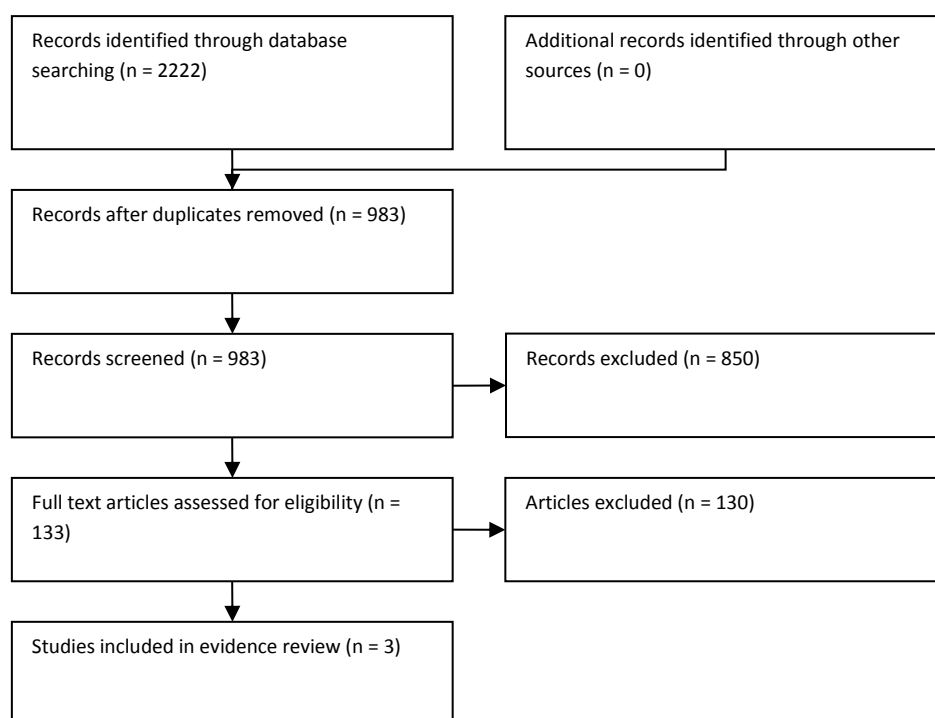 Records identified through database
searching (n = 2222)
Additional records identified through other
sources (n = 0)
Records after duplicates removed (n = 983)
Records screened (n = 983)
Records excluded (n = 850)
Full text articles assessed for eligibility (n =
133)
Articles excluded (n = 130)
Studies included in evidence review (n = 3)